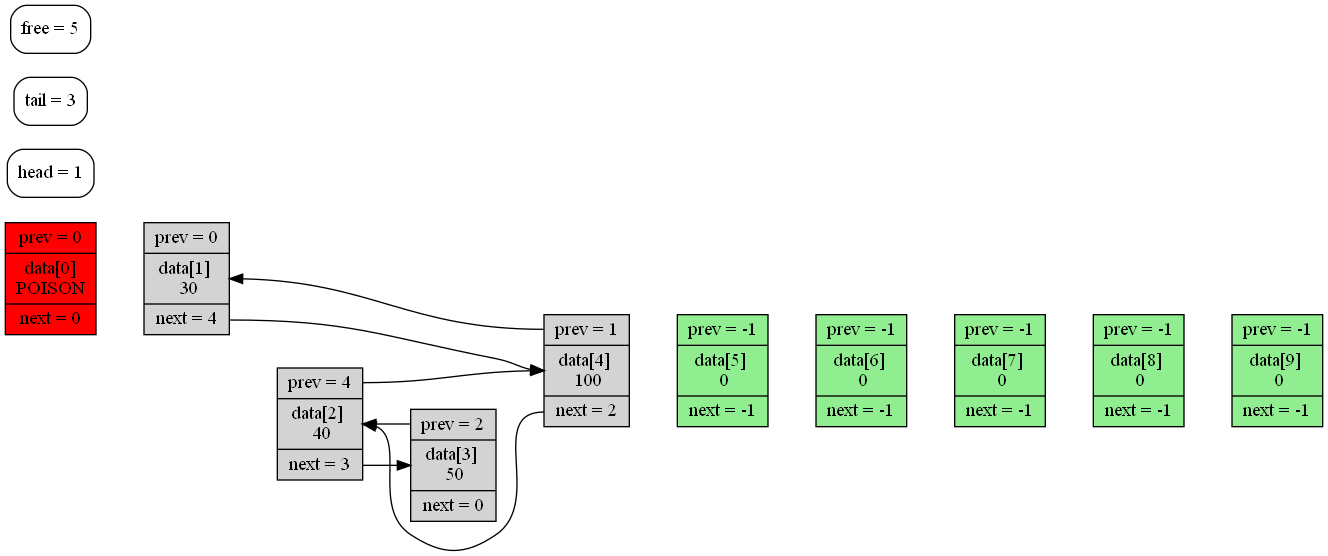 free = 5
tail = 3
head = 1
prev = 0
data[0]
POISON
next = 0
prev = 0
data[1]
30
next = 4
prev = 4
data[2]
40
next = 3
prev = 2
data[3]
50
next = 0
prev = 1
data[4]
100
next = 2
prev = -1
data[5]
0
next = -1
prev = -1
data[6]
0
next = -1
prev = -1
data[7]
0
next = -1
prev = -1
data[8]
0
next = -1
prev = -1
data[9]
0
next = -1